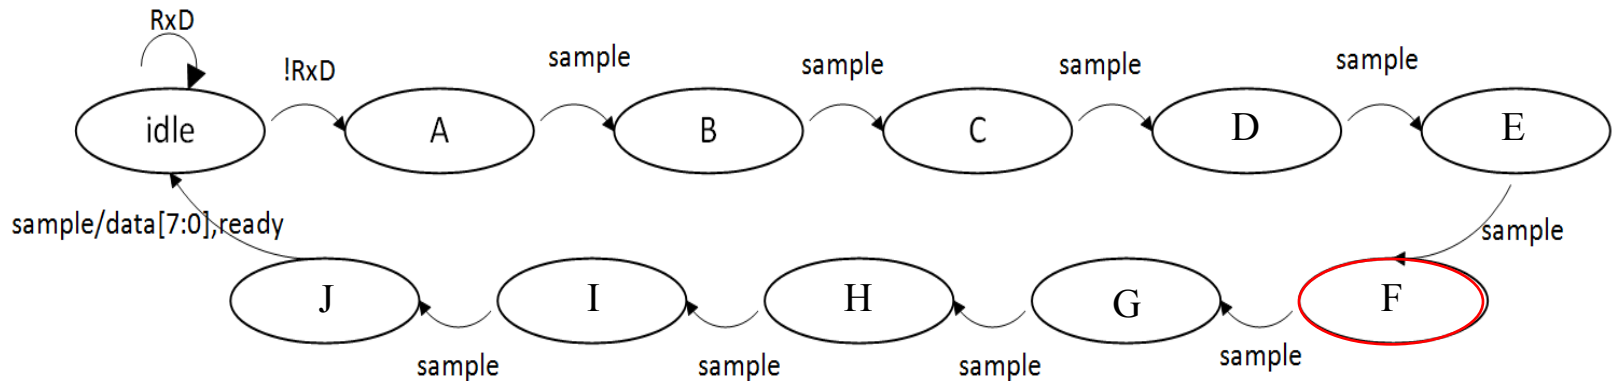 RxD
!RxD
sample
sample
sample
sample
idle
A
B
C
D
E
sample/data[7:0],ready
sample
J
I
H
G
F
sample
sample
sample
sample